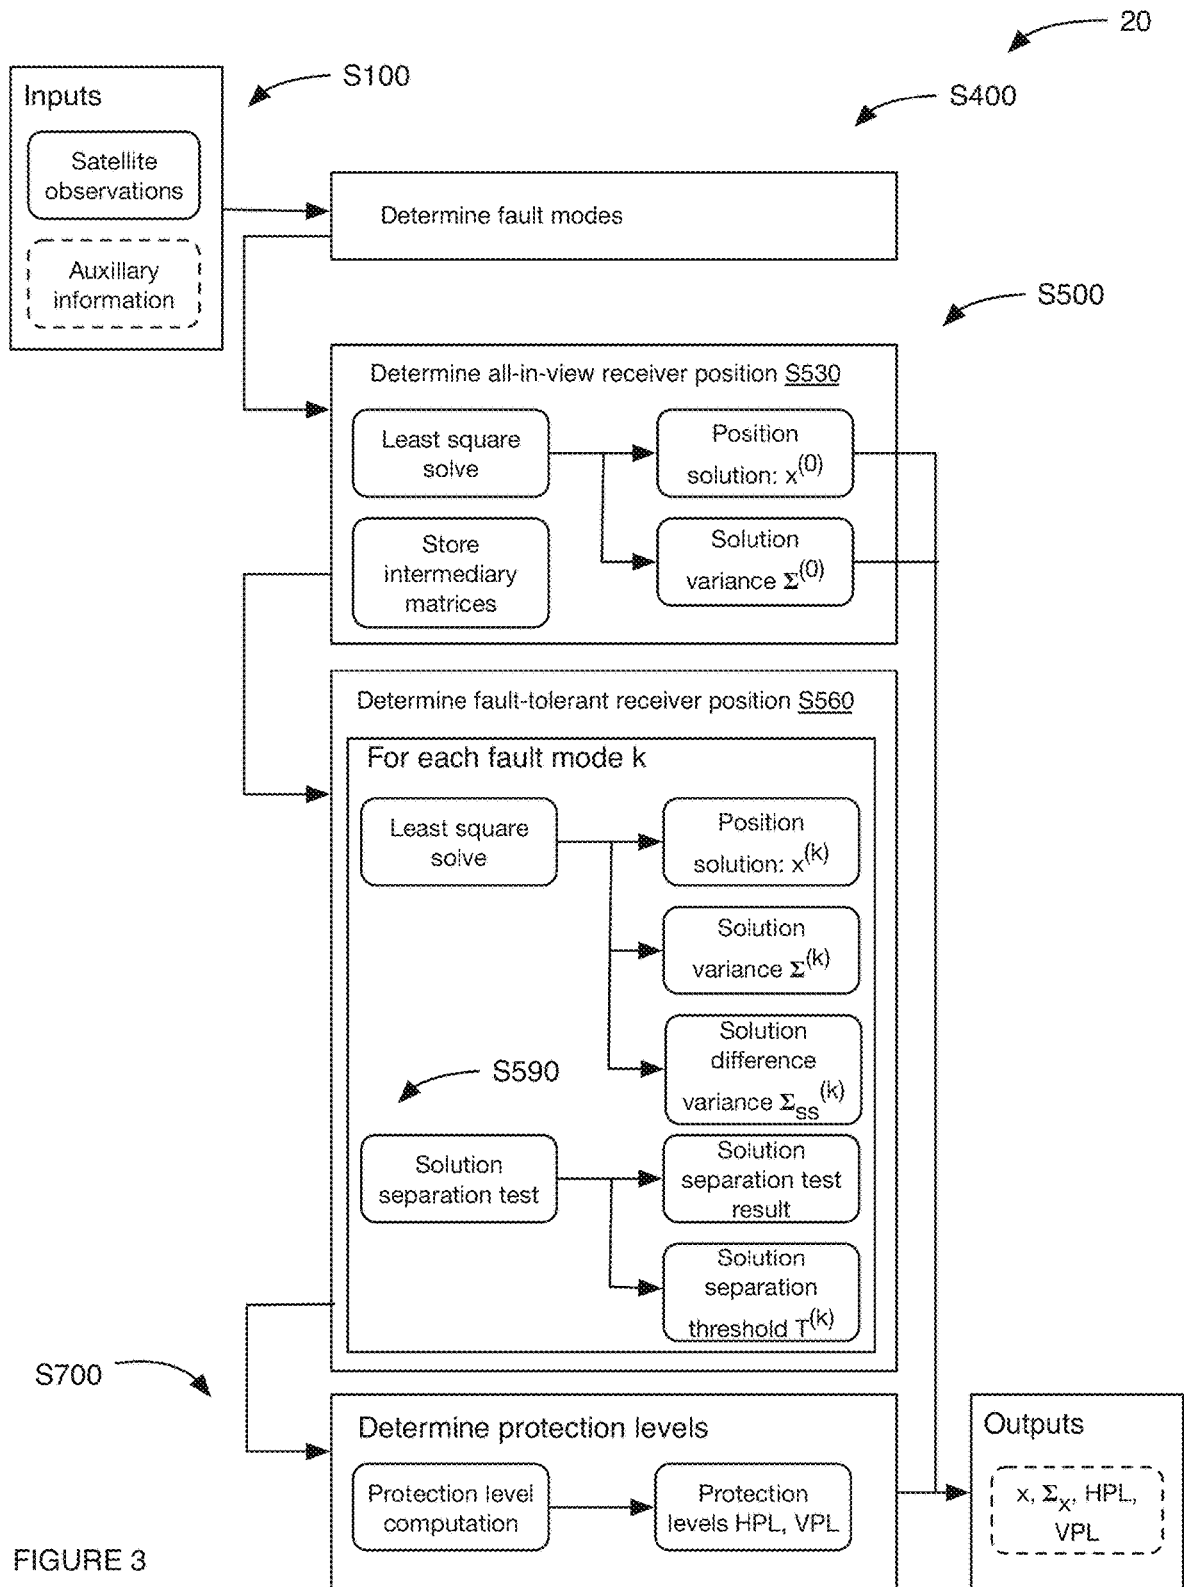 20
S100
S400
Inputs
Satellite
observations
Auxillary
information
Determine fault modes
S500
Determine all-in-view receiver position S530
Least square
solve
Position
solution: x^(0)
Store
intermediary
matrices
Solution
variance Σ^(0)
Determine fault-tolerant receiver position S560
For each fault mode k
Least square
solve
Position
solution: x^(k)
Solution
variance Σ^(k)
Solution
difference
variance Σ_SS^(k)
S590
Solution
separation test
Solution
separation test
result
Solution
separation
threshold T^(k)
S700
Determine protection levels
Protection level
computation
Protection
levels HPL, VPL
Outputs
x, Σ_x, HPL,
VPL
FIGURE 3